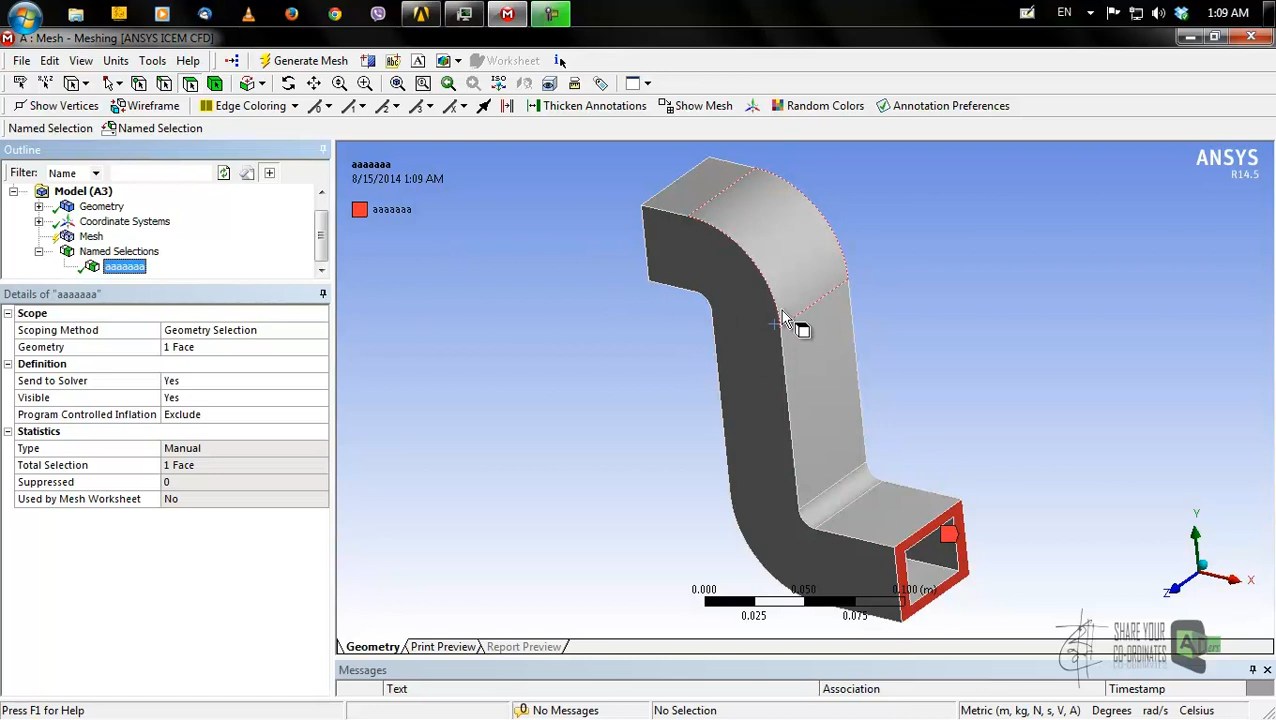 EN
1:09 AM
A : Mesh - Meshing [ANSYS ICEM CFD]
File Edit View Units Tools Help Generate Mesh Worksheet
Show Vertices Wireframe Edge Coloring Thicken Annotations Show Mesh Random Colors Annotation Preferences
Named Selection Named Selection
Outline
Filter: Name
Model (A3)
Geometry
Coordinate Systems
Mesh
Named Selections
aaaaaaa
Details of "aaaaaaa"
Scope
Scoping Method Geometry Selection
Geometry 1 Face
Definition
Send to Solver Yes
Visible Yes
Program Controlled Inflation Exclude
Statistics
Type Manual
Total Selection 1 Face
Suppressed 0
Used by Mesh Worksheet No
aaaaaaa
8/15/2014 1:09 AM
aaaaaaa
ANSYS
R14.5
Y
X
Z
0.000 0.050 0.100 (m)
0.025 0.075
SHARE YOUR
CO-ORDINATES
Geometry Print Preview Report Preview
Messages
Text Association Timestamp
Press F1 for Help No Messages No Selection Metric (m, kg, N, s, V, A) Degrees rad/s Celsius